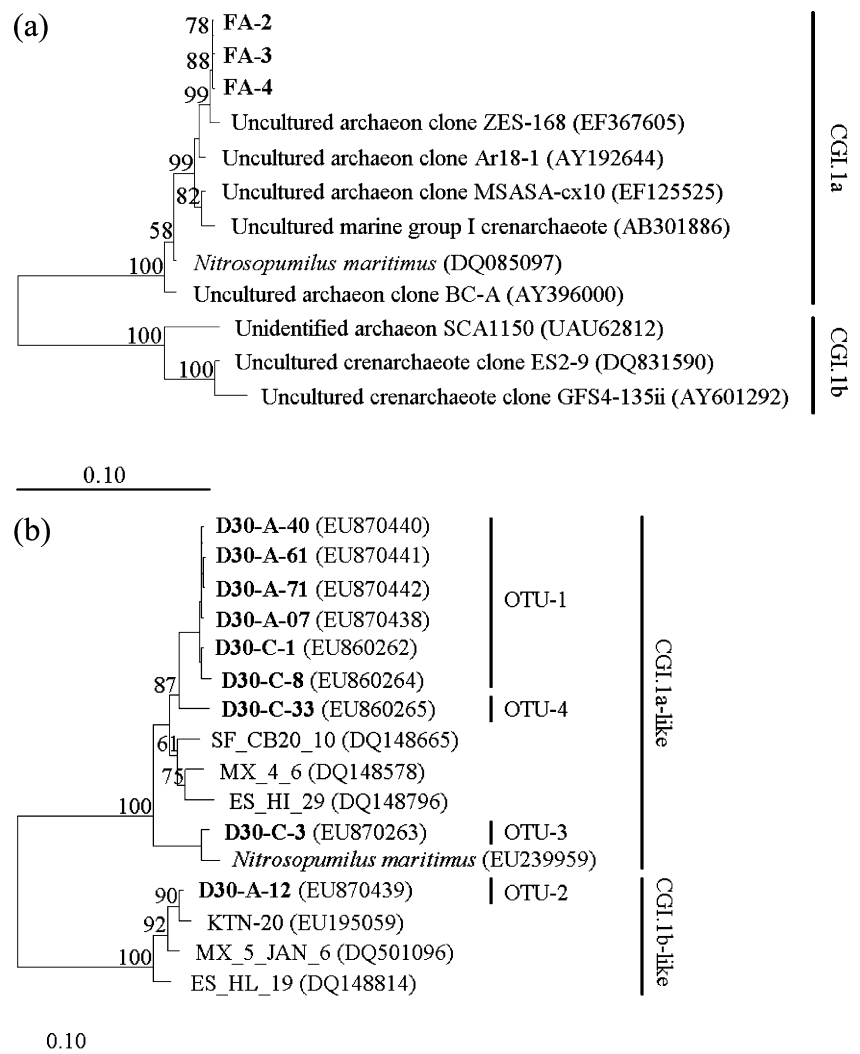 (a)
78 FA-2
88 FA-3
FA-4
99
Uncultured archaeon clone ZES-168 (EF367605)
Uncultured archaeon clone Ar18-1 (AY192644)
99
Uncultured archaeon clone MSASA-cx10 (EF125525)
82
Uncultured marine group I crenarchaeote (AB301886)
58
Nitrosopumilus maritimus (DQ085097)
100
Uncultured archaeon clone BC-A (AY396000)
CGI.1a
Unidentified archaeon SCA1150 (UAU62812)
100
Uncultured crenarchaeote clone ES2-9 (DQ831590)
100
Uncultured crenarchaeote clone GFS4-135ii (AY601292)
CGI.1b
0.10
(b)
D30-A-40 (EU870440)
D30-A-61 (EU870441)
D30-A-71 (EU870442)
OTU-1
D30-A-07 (EU870438)
D30-C-1 (EU860262)
D30-C-8 (EU860264)
87
D30-C-33 (EU860265) OTU-4
SF_CB20_10 (DQ148665)
61
MX_4_6 (DQ148578)
75
ES_HI_29 (DQ148796)
100
D30-C-3 (EU870263) OTU-3
Nitrosopumilus maritimus (EU239959)
CGI.1a-like
D30-A-12 (EU870439) OTU-2
90
KTN-20 (EU195059)
92
MX_5_JAN_6 (DQ501096)
100
ES_HL_19 (DQ148814)
CGI.1b-like
0.10